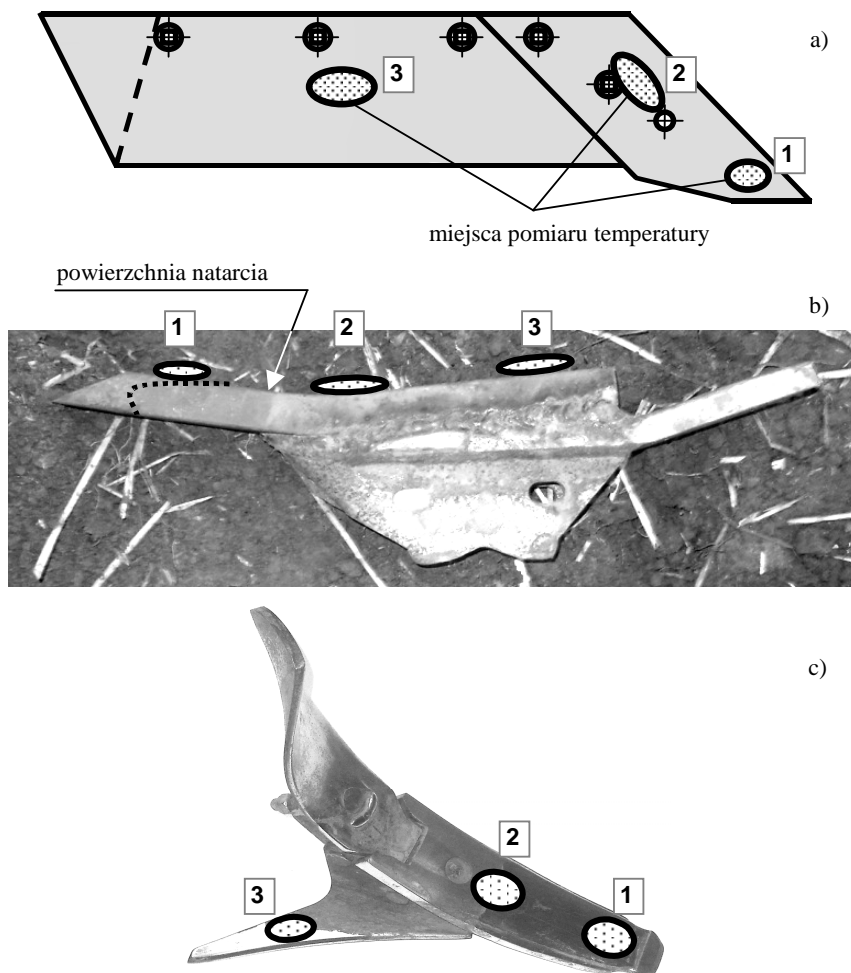 a)
3
2
1
miejsca pomiaru temperatury
powierzchnia natarcia
b)
1
2
3
c)
2
1
3